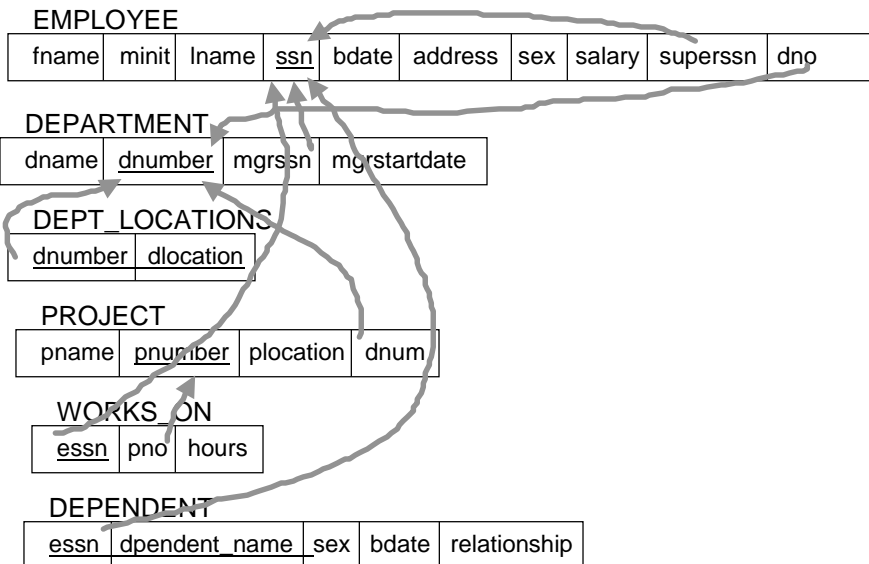 EMPLOYEE
fname minit lname ssn bdate address sex salary superssn dno
DEPARTMENT
dname dnumber mgrssn mgrstartdate
DEPT_LOCATIONS
dnumber dlocation
PROJECT
pname pnumber plocation dnum
WORKS_ON
essn pno hours
DEPENDENT
essn dpendent_name sex bdate relationship